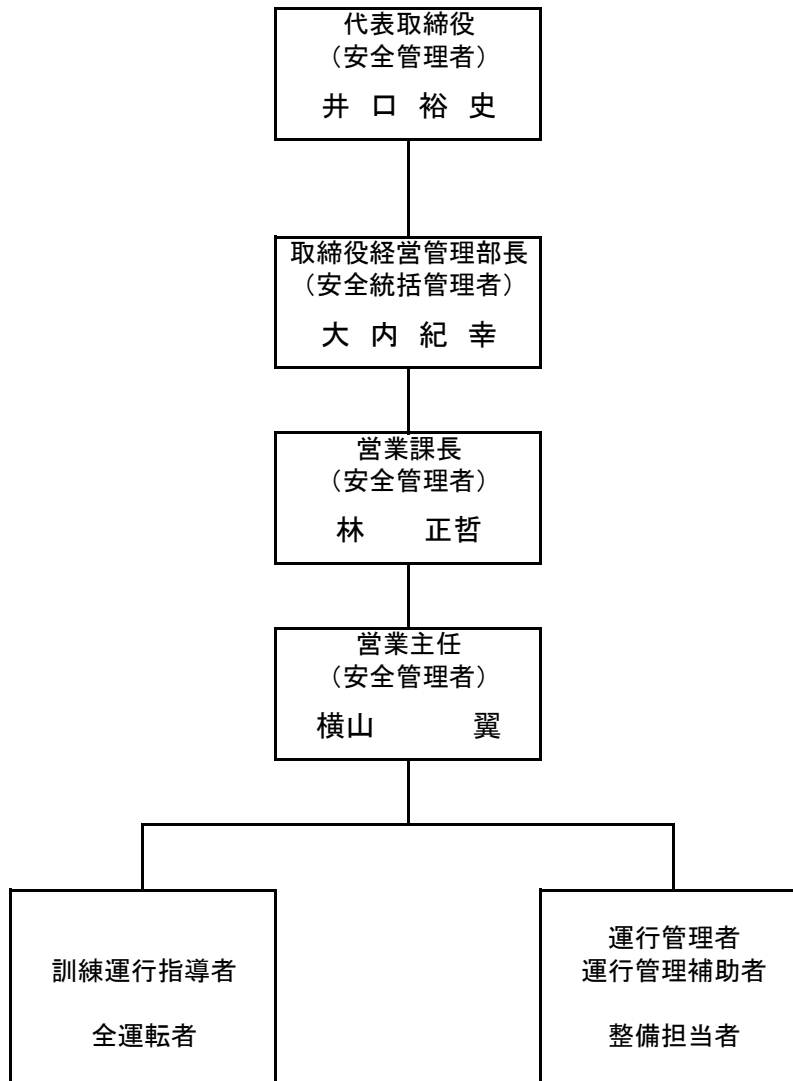 代表取締役
（安全管理者）
井 口 裕 史
取締役経営管理部長
（安全統括管理者）
大 内 紀 幸
営業課長
（安全管理者）
林　正哲
営業主任
（安全管理者）
横山　翼
訓練運行指導者
全運転者
運行管理者
運行管理補助者
整備担当者